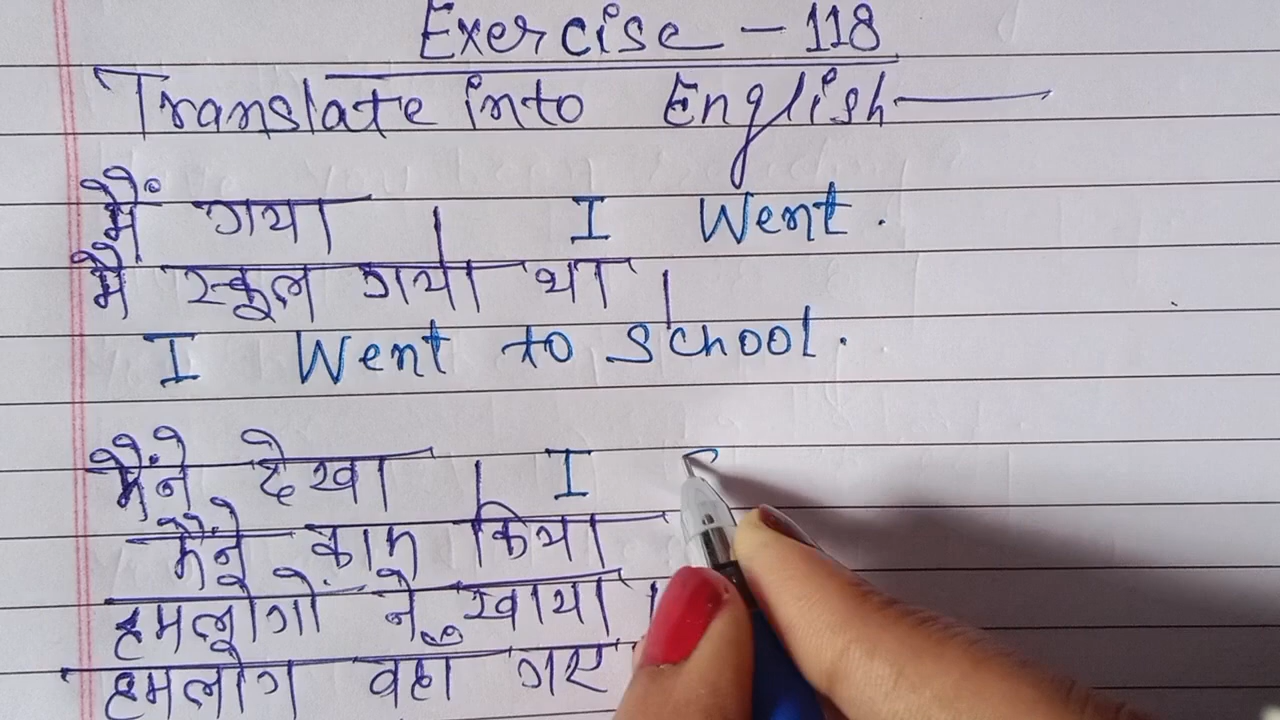 Exercise - 118
Translate into English —
मैं गया । I Went.
मै स्कूल गया था ।
I Went to School.
मैंने देखा । I
मैंने काम किया
हमलोगों ने खाया ।
हमलोग वहाँ गए